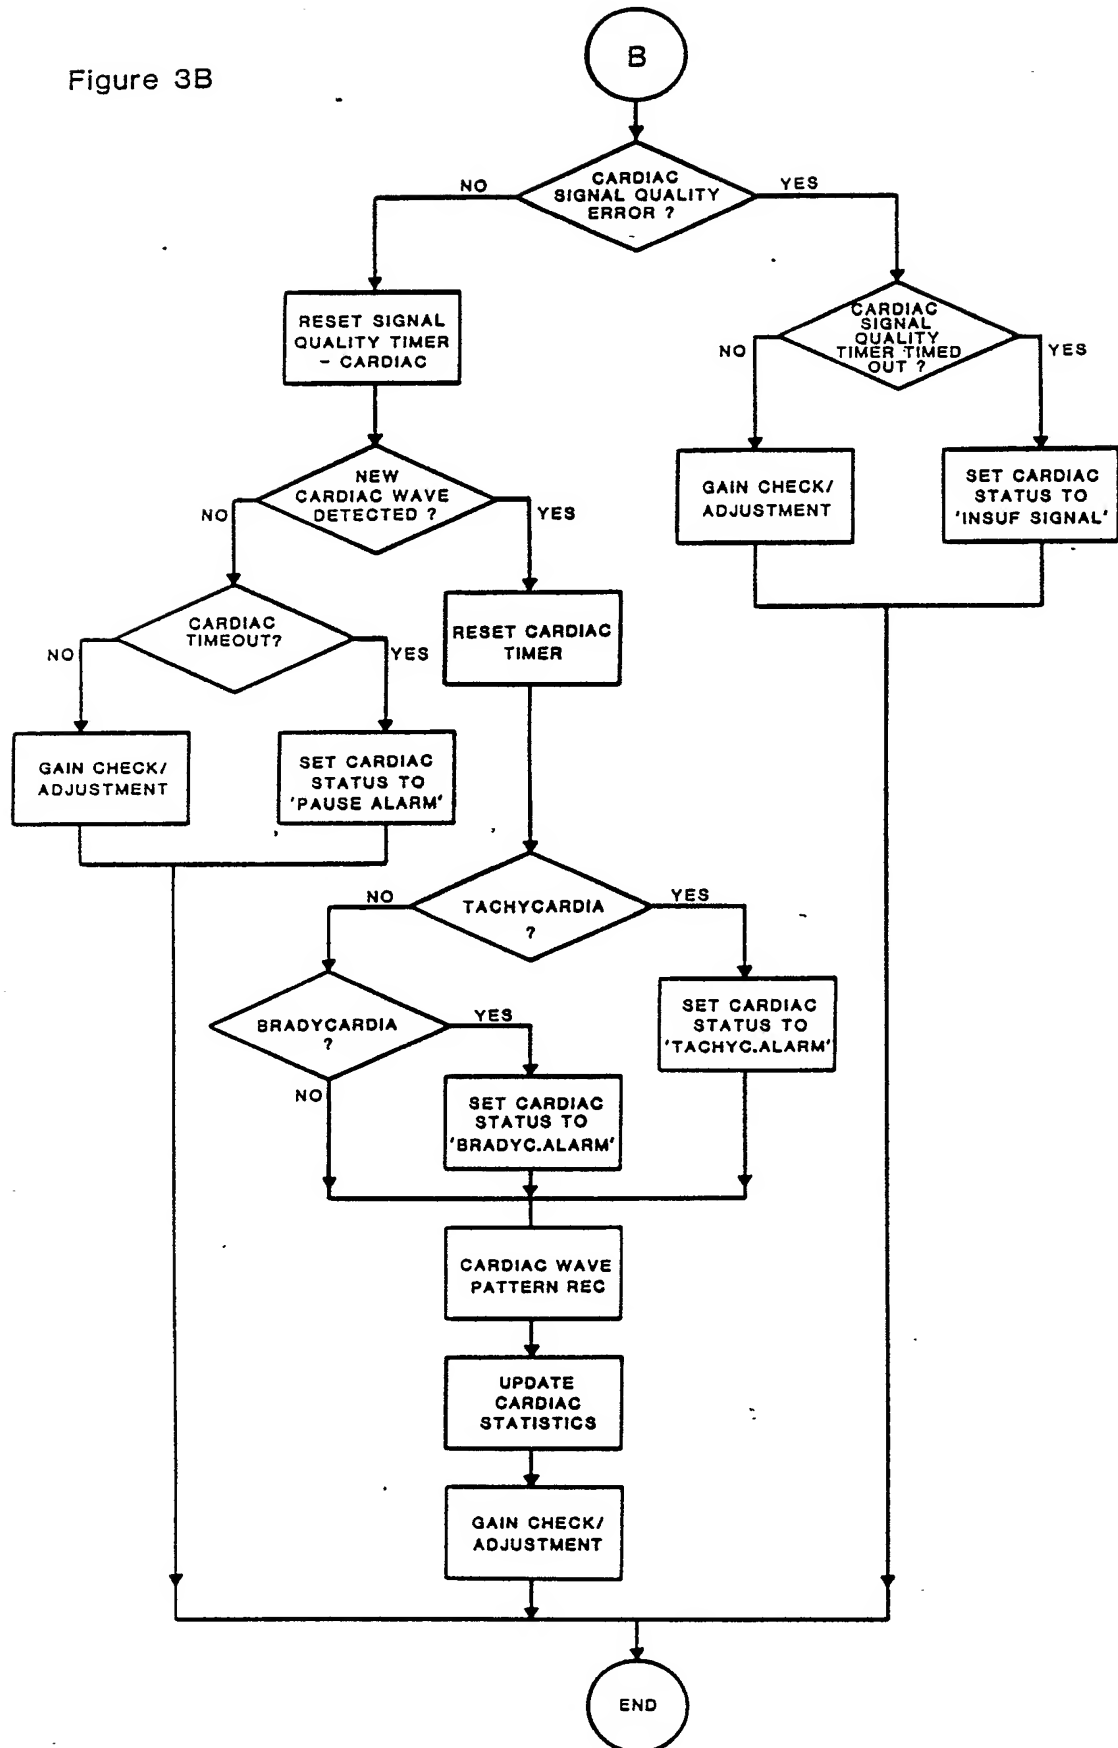 Figure 3B
B
CARDIAC
SIGNAL QUALITY
ERROR ?
NO
YES
RESET SIGNAL
QUALITY TIMER
- CARDIAC
CARDIAC
SIGNAL
QUALITY
TIMER TIMED
OUT ?
NO
YES
NEW
CARDIAC WAVE
DETECTED ?
NO
YES
GAIN CHECK/
ADJUSTMENT
SET CARDIAC
STATUS TO
'INSUF SIGNAL'
CARDIAC
TIMEOUT?
NO
YES
RESET CARDIAC
TIMER
GAIN CHECK/
ADJUSTMENT
SET CARDIAC
STATUS TO
'PAUSE ALARM'
TACHYCARDIA
?
NO
YES
BRADYCARDIA
?
YES
NO
SET CARDIAC
STATUS TO
'TACHYC.ALARM'
SET CARDIAC
STATUS TO
'BRADYC.ALARM'
CARDIAC WAVE
PATTERN REC
UPDATE
CARDIAC
STATISTICS
GAIN CHECK/
ADJUSTMENT
END